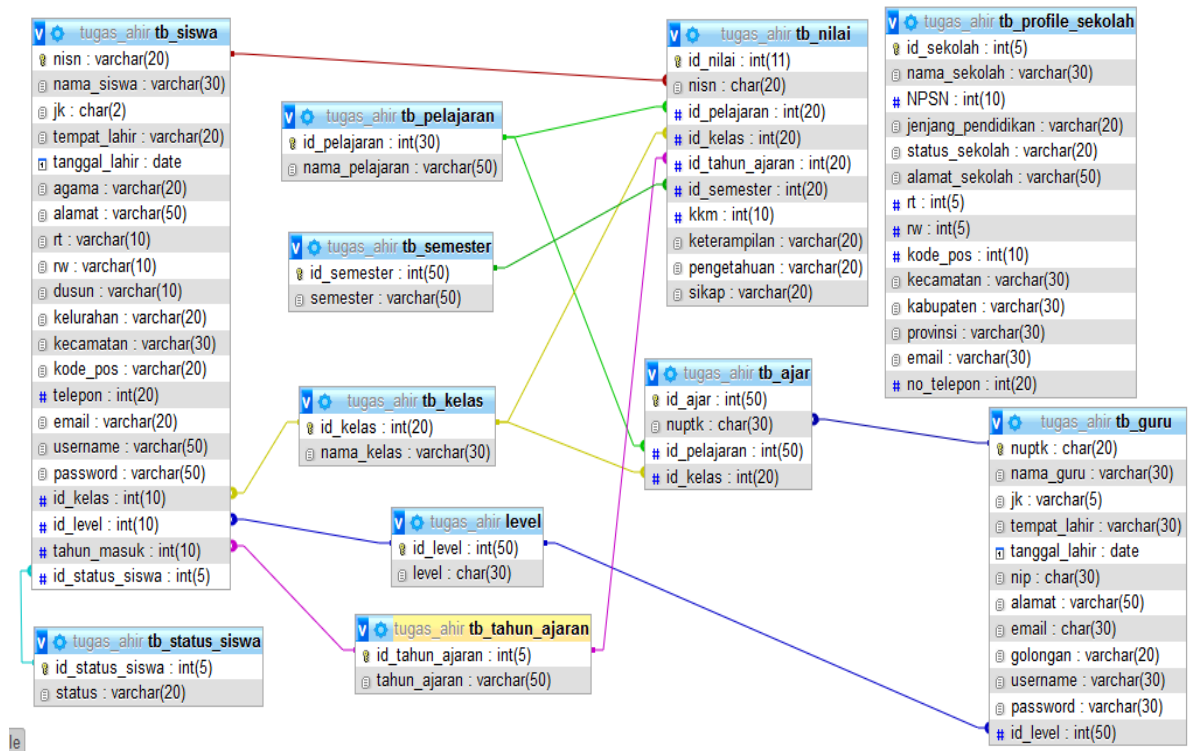 tugas_ahir tb_siswa
nisn : varchar(20)
nama_siswa : varchar(30)
jk : char(2)
tempat_lahir : varchar(20)
tanggal_lahir : date
agama : varchar(20)
alamat : varchar(50)
rt : varchar(10)
rw : varchar(10)
dusun : varchar(10)
kelurahan : varchar(20)
kecamatan : varchar(30)
kode_pos : varchar(20)
telepon : int(20)
email : varchar(20)
username : varchar(50)
password : varchar(50)
id_kelas : int(10)
id_level : int(10)
tahun_masuk : int(10)
id_status_siswa : int(5)
tugas_ahir tb_status_siswa
id_status_siswa : int(5)
status : varchar(20)
tugas_ahir tb_pelajaran
id_pelajaran : int(30)
nama_pelajaran : varchar(50)
tugas_ahir tb_semester
id_semester : int(50)
semester : varchar(50)
tugas_ahir tb_kelas
id_kelas : int(20)
nama_kelas : varchar(30)
tugas_ahir level
id_level : int(50)
level : char(30)
tugas_ahir tb_tahun_ajaran
id_tahun_ajaran : int(5)
tahun_ajaran : varchar(50)
tugas_ahir tb_nilai
id_nilai : int(11)
nisn : char(20)
id_pelajaran : int(20)
id_kelas : int(20)
id_tahun_ajaran : int(20)
id_semester : int(20)
kkm : int(10)
keterampilan : varchar(20)
pengetahuan : varchar(20)
sikap : varchar(20)
tugas_ahir tb_ajar
id_ajar : int(50)
nuptk : char(30)
id_pelajaran : int(50)
id_kelas : int(20)
tugas_ahir tb_profile_sekolah
id_sekolah : int(5)
nama_sekolah : varchar(30)
NPSN : int(10)
jenjang_pendidikan : varchar(20)
status_sekolah : varchar(20)
alamat_sekolah : varchar(50)
rt : int(5)
rw : int(5)
kode_pos : int(10)
kecamatan : varchar(30)
kabupaten : varchar(30)
provinsi : varchar(30)
email : varchar(30)
no_telepon : int(20)
tugas_ahir tb_guru
nuptk : char(20)
nama_guru : varchar(30)
jk : varchar(5)
tempat_lahir : varchar(30)
tanggal_lahir : date
nip : char(30)
alamat : varchar(50)
email : char(30)
golongan : varchar(20)
username : varchar(30)
password : varchar(30)
id_level : int(50)
le